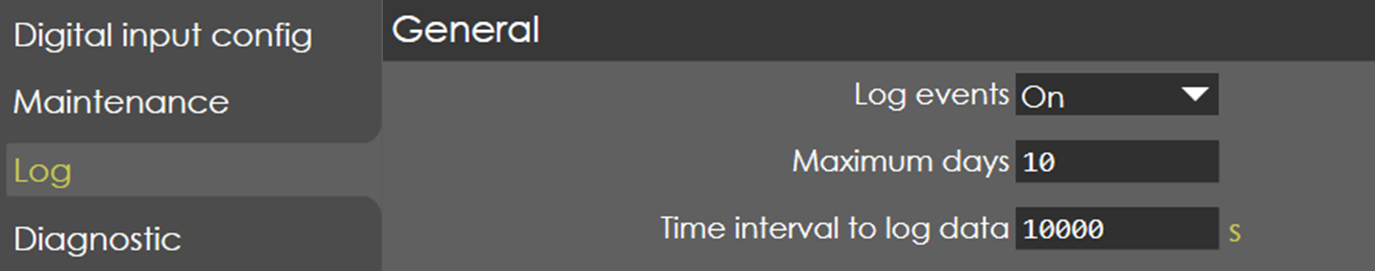 Digital input config
Maintenance
Log
Diagnostic
General
Log events On
Maximum days 10
Time interval to log data 10000 s